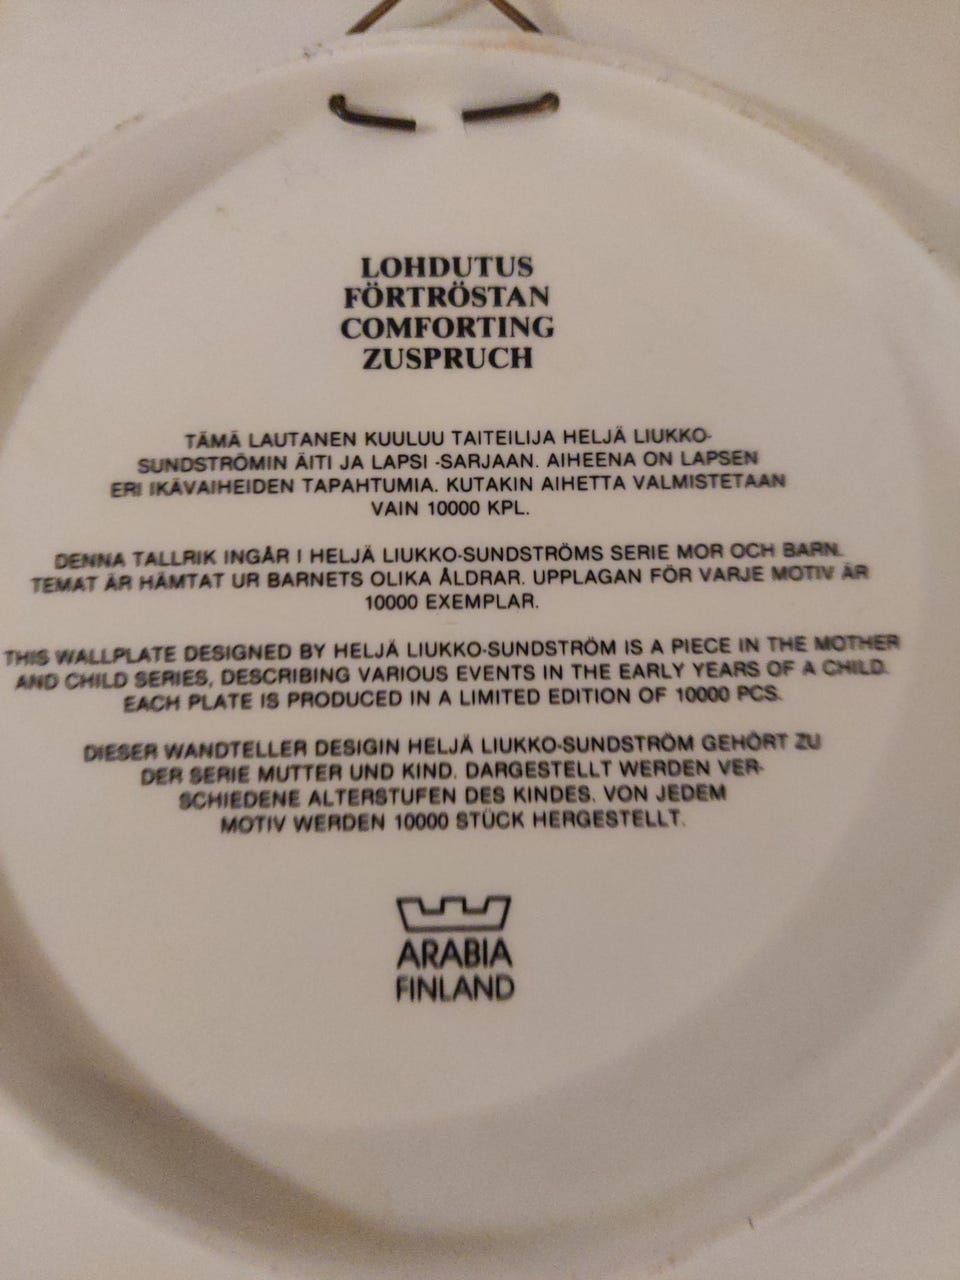 LOHDUTUS
FÖRTRÖSTAN
COMFORTING
ZUSPRUCH
TÄMÄ LAUTANEN KUULUU TAITEILIJA HELJÄ LIUKKO-
SUNDSTRÖMIN ÄITI JA LAPSI -SARJAAN. AIHEENA ON LAPSEN
ERI IKÄVAIHEIDEN TAPAHTUMIA. KUTAKIN AIHETTA VALMISTETAAN
VAIN 10000 KPL.
DENNA TALLRIK INGÅR I HELJÄ LIUKKO-SUNDSTRÖMS SERIE MOR OCH BARN.
TEMAT ÄR HÄMTAT UR BARNETS OLIKA ÅLDRAR. UPPLAGAN FÖR VARJE MOTIV ÄR
10000 EXEMPLAR.
THIS WALLPLATE DESIGNED BY HELJÄ LIUKKO-SUNDSTRÖM IS A PIECE IN THE MOTHER
AND CHILD SERIES, DESCRIBING VARIOUS EVENTS IN THE EARLY YEARS OF A CHILD.
EACH PLATE IS PRODUCED IN A LIMITED EDITION OF 10000 PCS.
DIESER WANDTELLER DESIGIN HELJÄ LIUKKO-SUNDSTRÖM GEHÖRT ZU
DER SERIE MUTTER UND KIND. DARGESTELLT WERDEN VER-
SCHIEDENE ALTERSTUFEN DES KINDES. VON JEDEM
MOTIV WERDEN 10000 STÜCK HERGESTELLT.
ARABIA
FINLAND